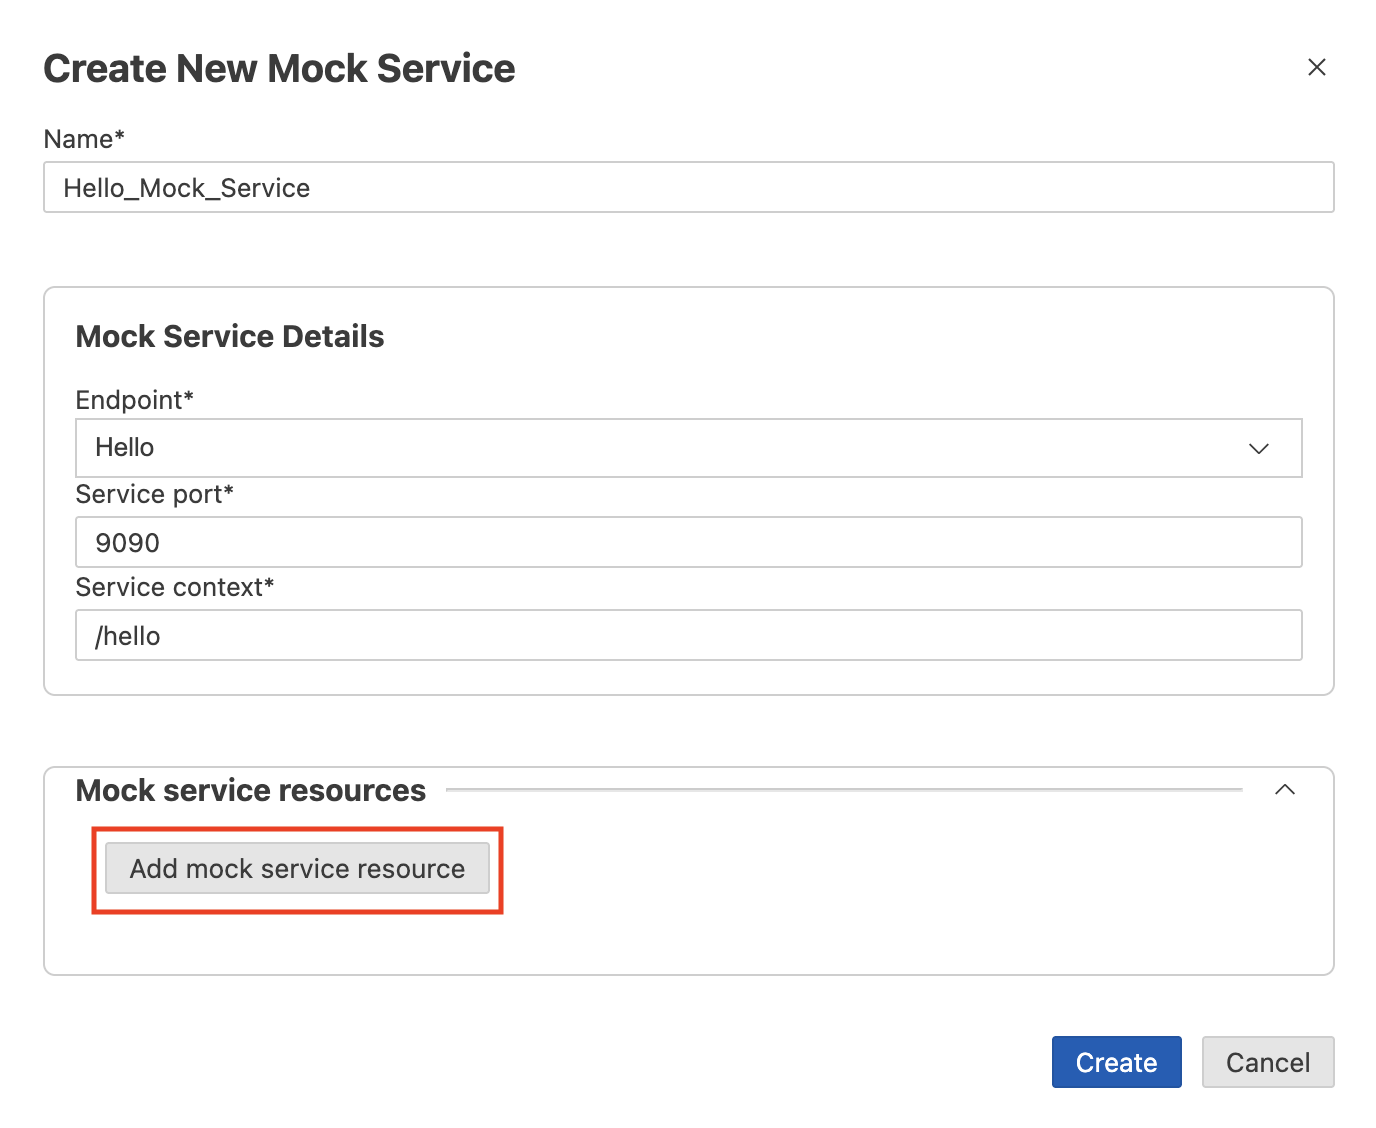 Create New Mock Service
Name*
Hello_Mock_Service
Mock Service Details
Endpoint*
Hello
Service port*
9090
Service context*
/hello
Mock service resources
Add mock service resource
Create Cancel